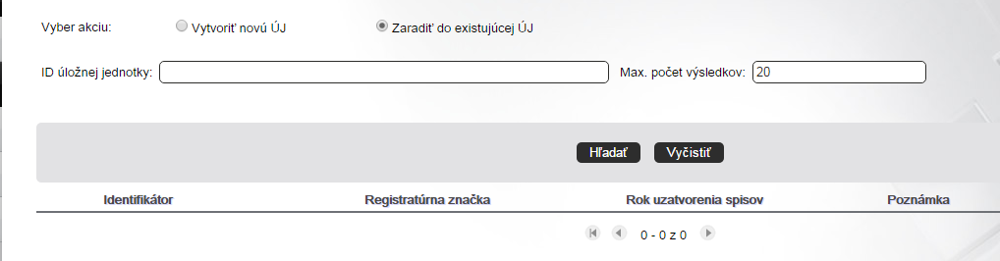 Vyber akciu: Vytvoriť novú ÚJ Zaradiť do existujúcej ÚJ
ID úložnej jednotky: Max. počet výsledkov: 20
Hľadať Vyčistiť
Identifikátor Registratúrna značka Rok uzatvorenia spisov Poznámka
0 - 0 z 0